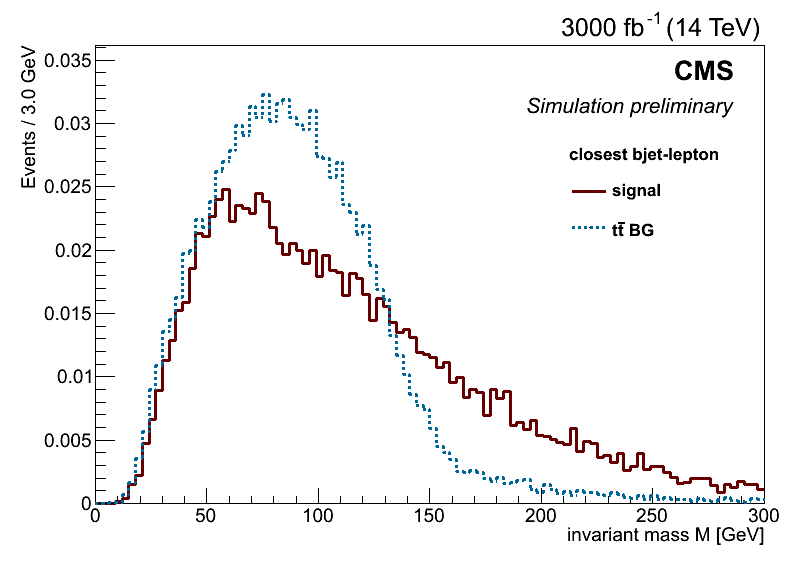 3000 fb⁻¹ (14 TeV)
Events / 3.0 GeV
CMS
Simulation preliminary
closest bjet-lepton
signal
tt̄ BG
0.035
0.03
0.025
0.02
0.015
0.01
0.005
0
0 50 100 150 200 250 300
invariant mass M [GeV]